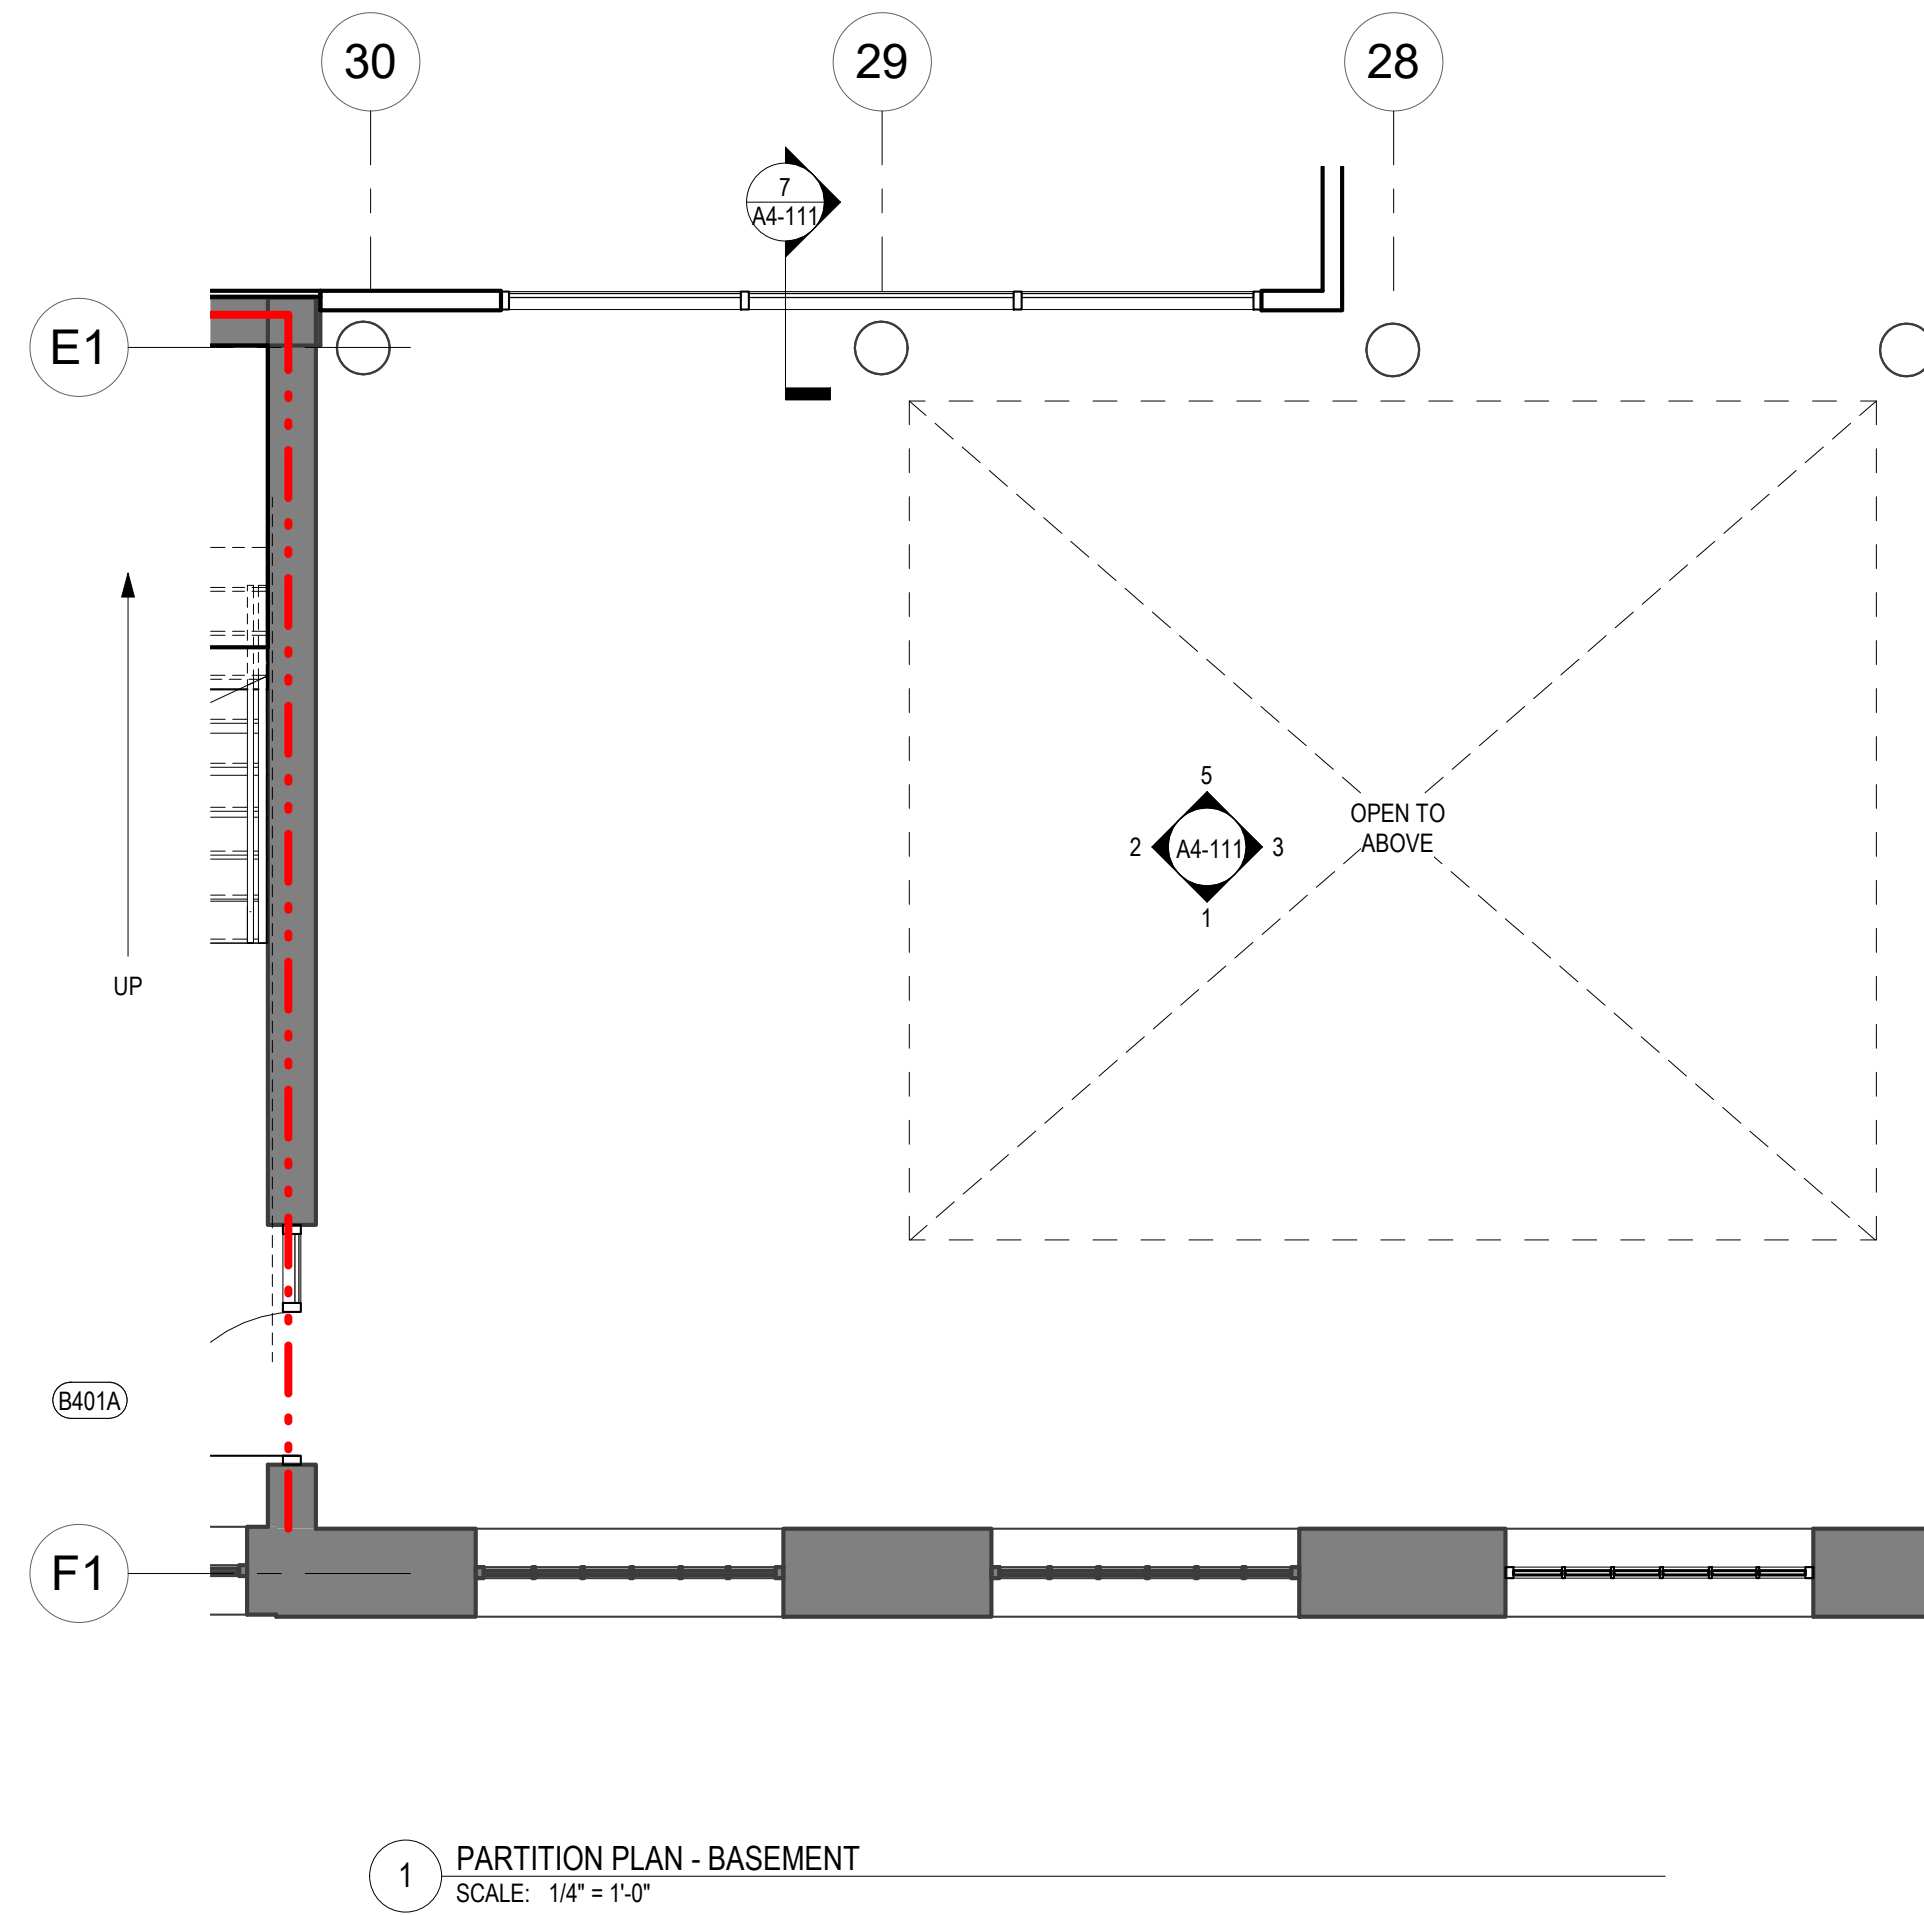 30
29
28
7
A4-111
E1
5
OPEN TO
ABOVE
2
A4-111
3
1
UP
B401A
F1
1
PARTITION PLAN - BASEMENT
SCALE: 1/4" = 1'-0"